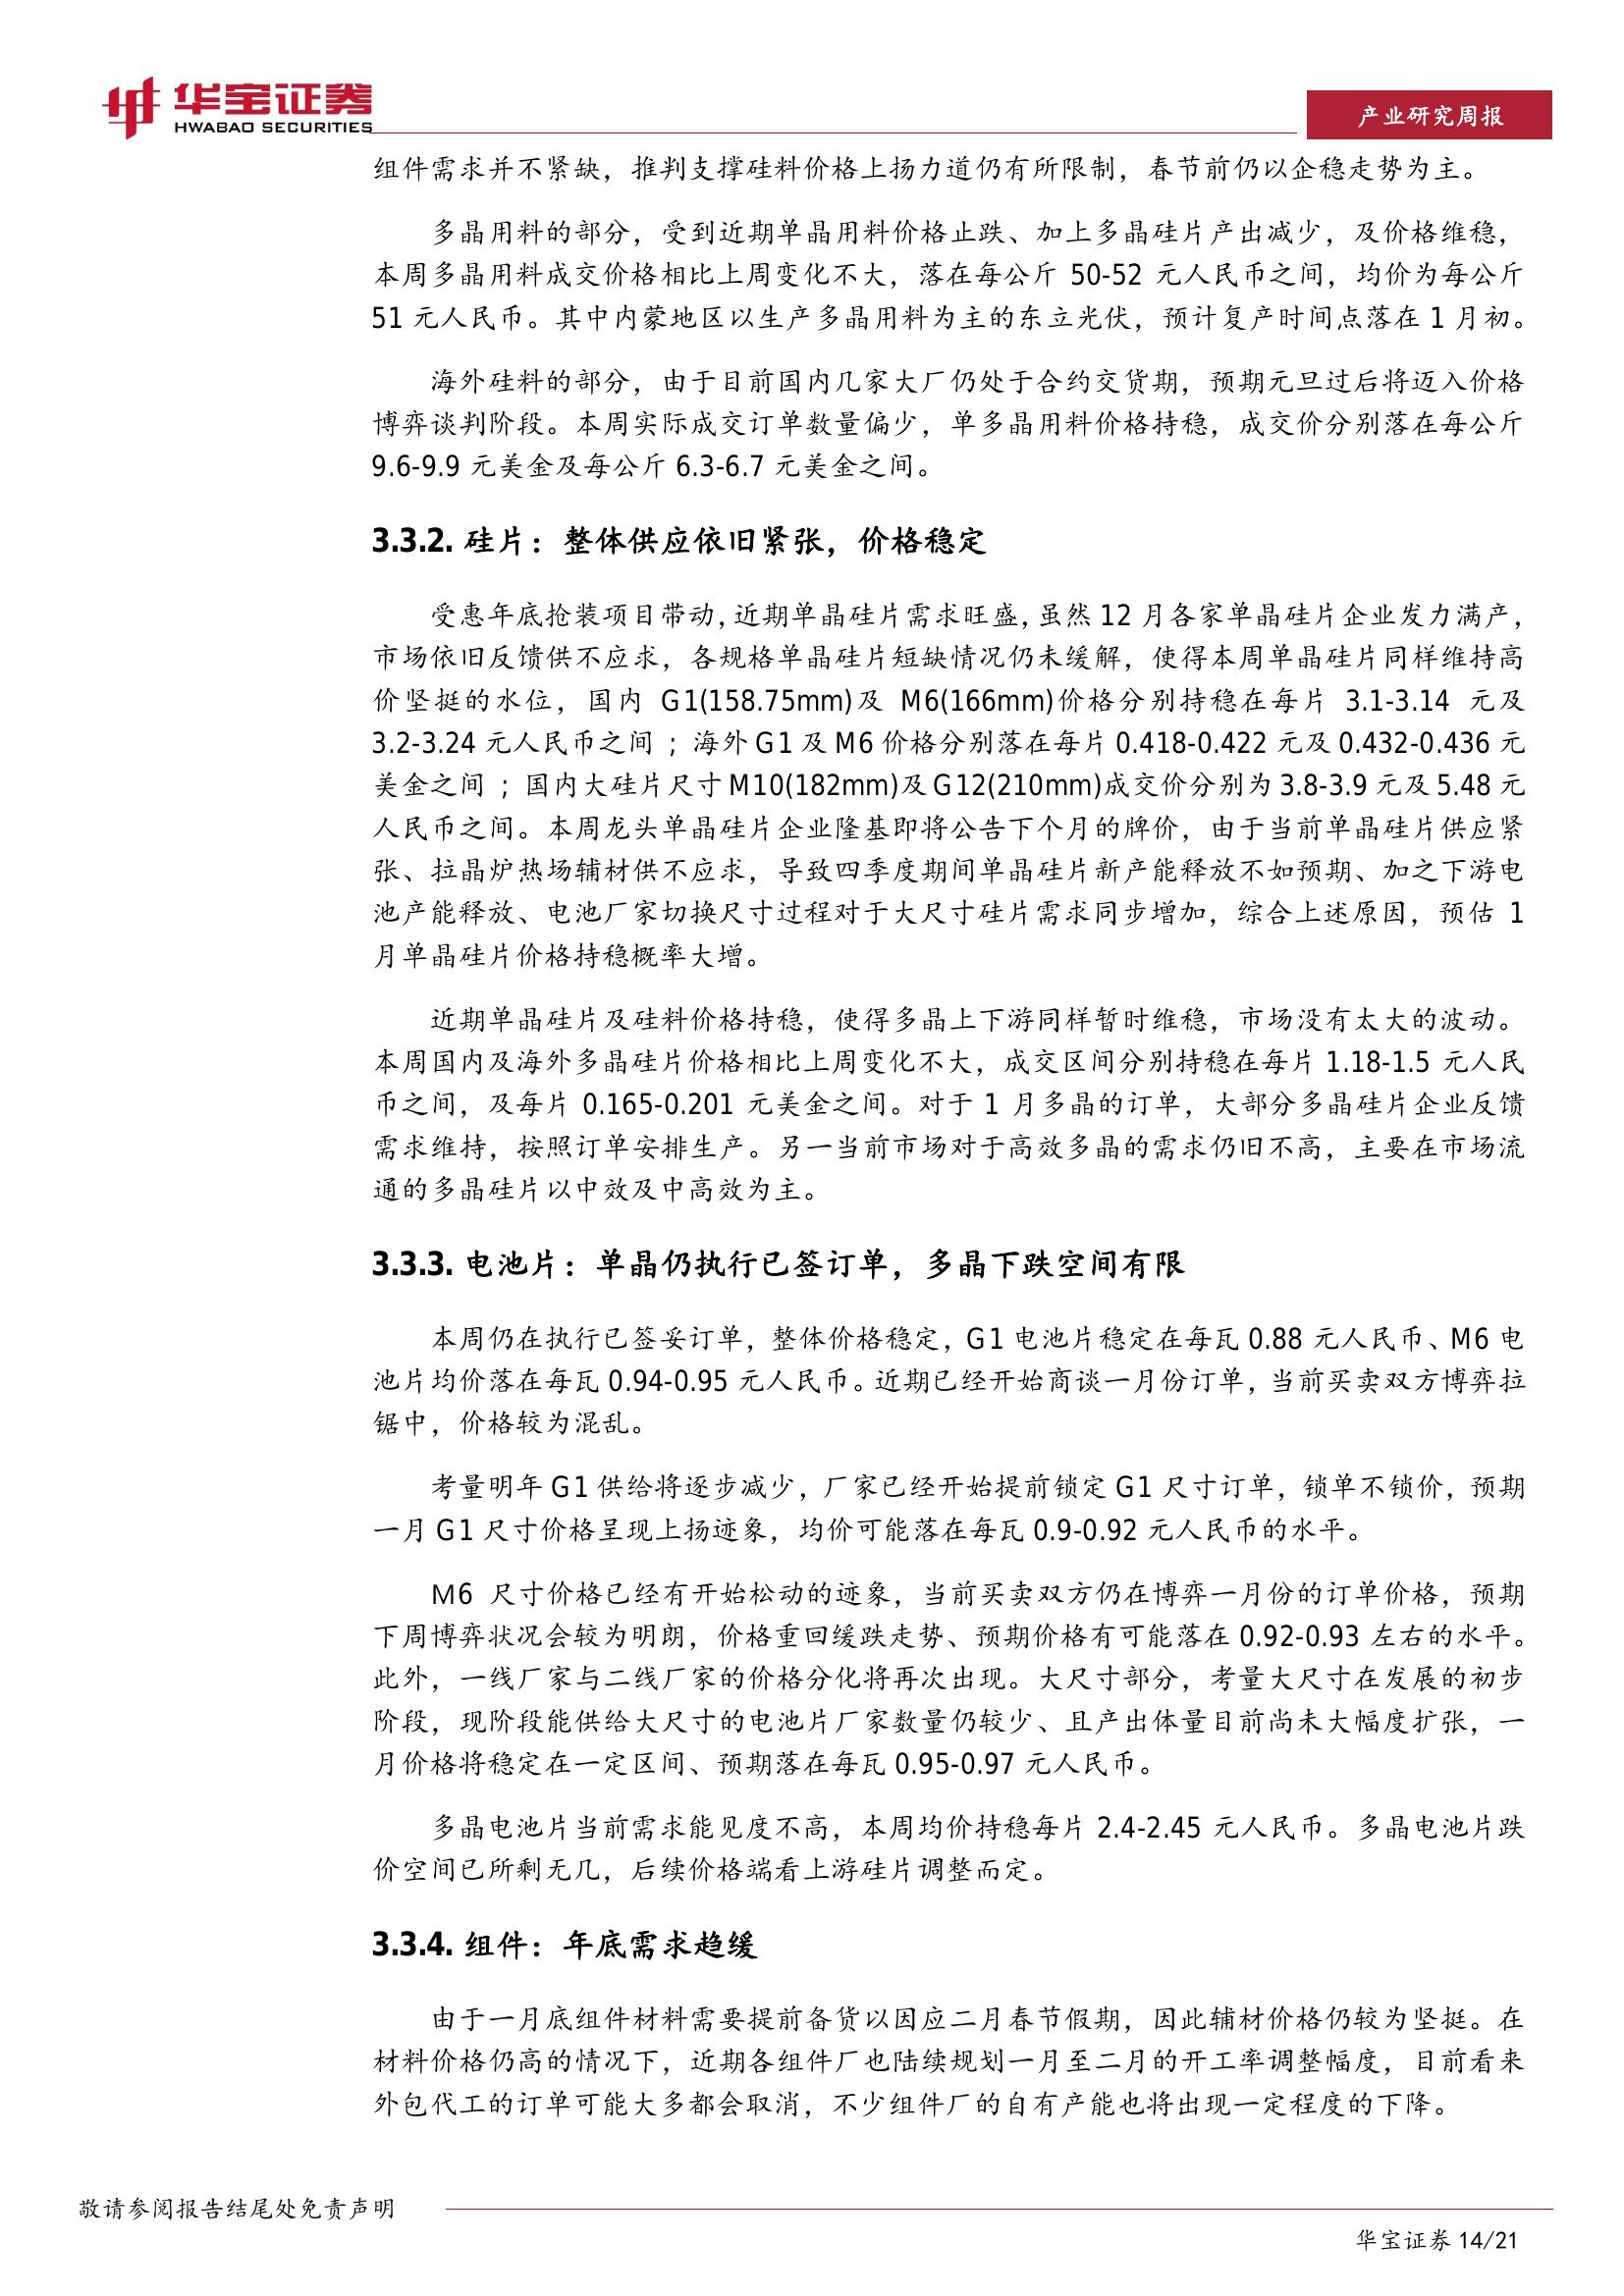 华宝证券
HWABAO SECURITIES
产业研究周报
组件需求并不紧缺，推判支撑硅料价格上扬力道仍有所限制，春节前仍以企稳走势为主。
多晶用料的部分，受到近期单晶用料价格止跌、加上多晶硅片产出减少，及价格维稳，
本周多晶用料成交价格相比上周变化不大，落在每公斤 50-52 元人民币之间，均价为每公斤
51 元人民币。其中内蒙地区以生产多晶用料为主的东立光伏，预计复产时间点落在 1 月初。
海外硅料的部分，由于目前国内几家大厂仍处于合约交货期，预期元旦过后将迈入价格
博弈谈判阶段。本周实际成交订单数量偏少，单多晶用料价格持稳，成交价分别落在每公斤
9.6-9.9 元美金及每公斤 6.3-6.7 元美金之间。
3.3.2. 硅片：整体供应依旧紧张，价格稳定
受惠年底抢装项目带动，近期单晶硅片需求旺盛，虽然 12 月各家单晶硅片企业发力满产，
市场依旧反馈供不应求，各规格单晶硅片短缺情况仍未缓解，使得本周单晶硅片同样维持高
价坚挺的水位，国内 G1(158.75mm)及 M6(166mm)价格分别持稳在每片 3.1-3.14 元及
3.2-3.24 元人民币之间 ；海外 G1 及 M6 价格分别落在每片 0.418-0.422 元及 0.432-0.436 元
美金之间 ；国内大硅片尺寸 M10(182mm)及 G12(210mm)成交价分别为 3.8-3.9 元及 5.48 元
人民币之间。本周龙头单晶硅片企业隆基即将公告下个月的牌价，由于当前单晶硅片供应紧
张、拉晶炉热场辅材供不应求，导致四季度期间单晶硅片新产能释放不如预期、加之下游电
池产能释放、电池厂家切换尺寸过程对于大尺寸硅片需求同步增加，综合上述原因，预估 1
月单晶硅片价格持稳概率大增。
近期单晶硅片及硅料价格持稳，使得多晶上下游同样暂时维稳，市场没有太大的波动。
本周国内及海外多晶硅片价格相比上周变化不大，成交区间分别持稳在每片 1.18-1.5 元人民
币之间，及每片 0.165-0.201 元美金之间。对于 1 月多晶的订单，大部分多晶硅片企业反馈
需求维持，按照订单安排生产。另一当前市场对于高效多晶的需求仍旧不高，主要在市场流
通的多晶硅片以中效及中高效为主。
3.3.3. 电池片：单晶仍执行已签订单，多晶下跌空间有限
本周仍在执行已签妥订单，整体价格稳定，G1 电池片稳定在每瓦 0.88 元人民币、M6 电
池片均价落在每瓦 0.94-0.95 元人民币。近期已经开始商谈一月份订单，当前买卖双方博弈拉
锯中，价格较为混乱。
考量明年 G1 供给将逐步减少，厂家已经开始提前锁定 G1 尺寸订单，锁单不锁价，预期
一月 G1 尺寸价格呈现上扬迹象，均价可能落在每瓦 0.9-0.92 元人民币的水平。
M6 尺寸价格已经有开始松动的迹象，当前买卖双方仍在博弈一月份的订单价格，预期
下周博弈状况会较为明朗，价格重回缓跌走势、预期价格有可能落在 0.92-0.93 左右的水平。
此外，一线厂家与二线厂家的价格分化将再次出现。大尺寸部分，考量大尺寸在发展的初步
阶段，现阶段能供给大尺寸的电池片厂家数量仍较少、且产出体量目前尚未大幅度扩张，一
月价格将稳定在一定区间、预期落在每瓦 0.95-0.97 元人民币。
多晶电池片当前需求能见度不高，本周均价持稳每片 2.4-2.45 元人民币。多晶电池片跌
价空间已所剩无几，后续价格端看上游硅片调整而定。
3.3.4. 组件：年底需求趋缓
由于一月底组件材料需要提前备货以因应二月春节假期，因此辅材价格仍较为坚挺。在
材料价格仍高的情况下，近期各组件厂也陆续规划一月至二月的开工率调整幅度，目前看来
外包代工的订单可能大多都会取消，不少组件厂的自有产能也将出现一定程度的下降。
敬请参阅报告结尾处免责声明
华宝证券 14/21